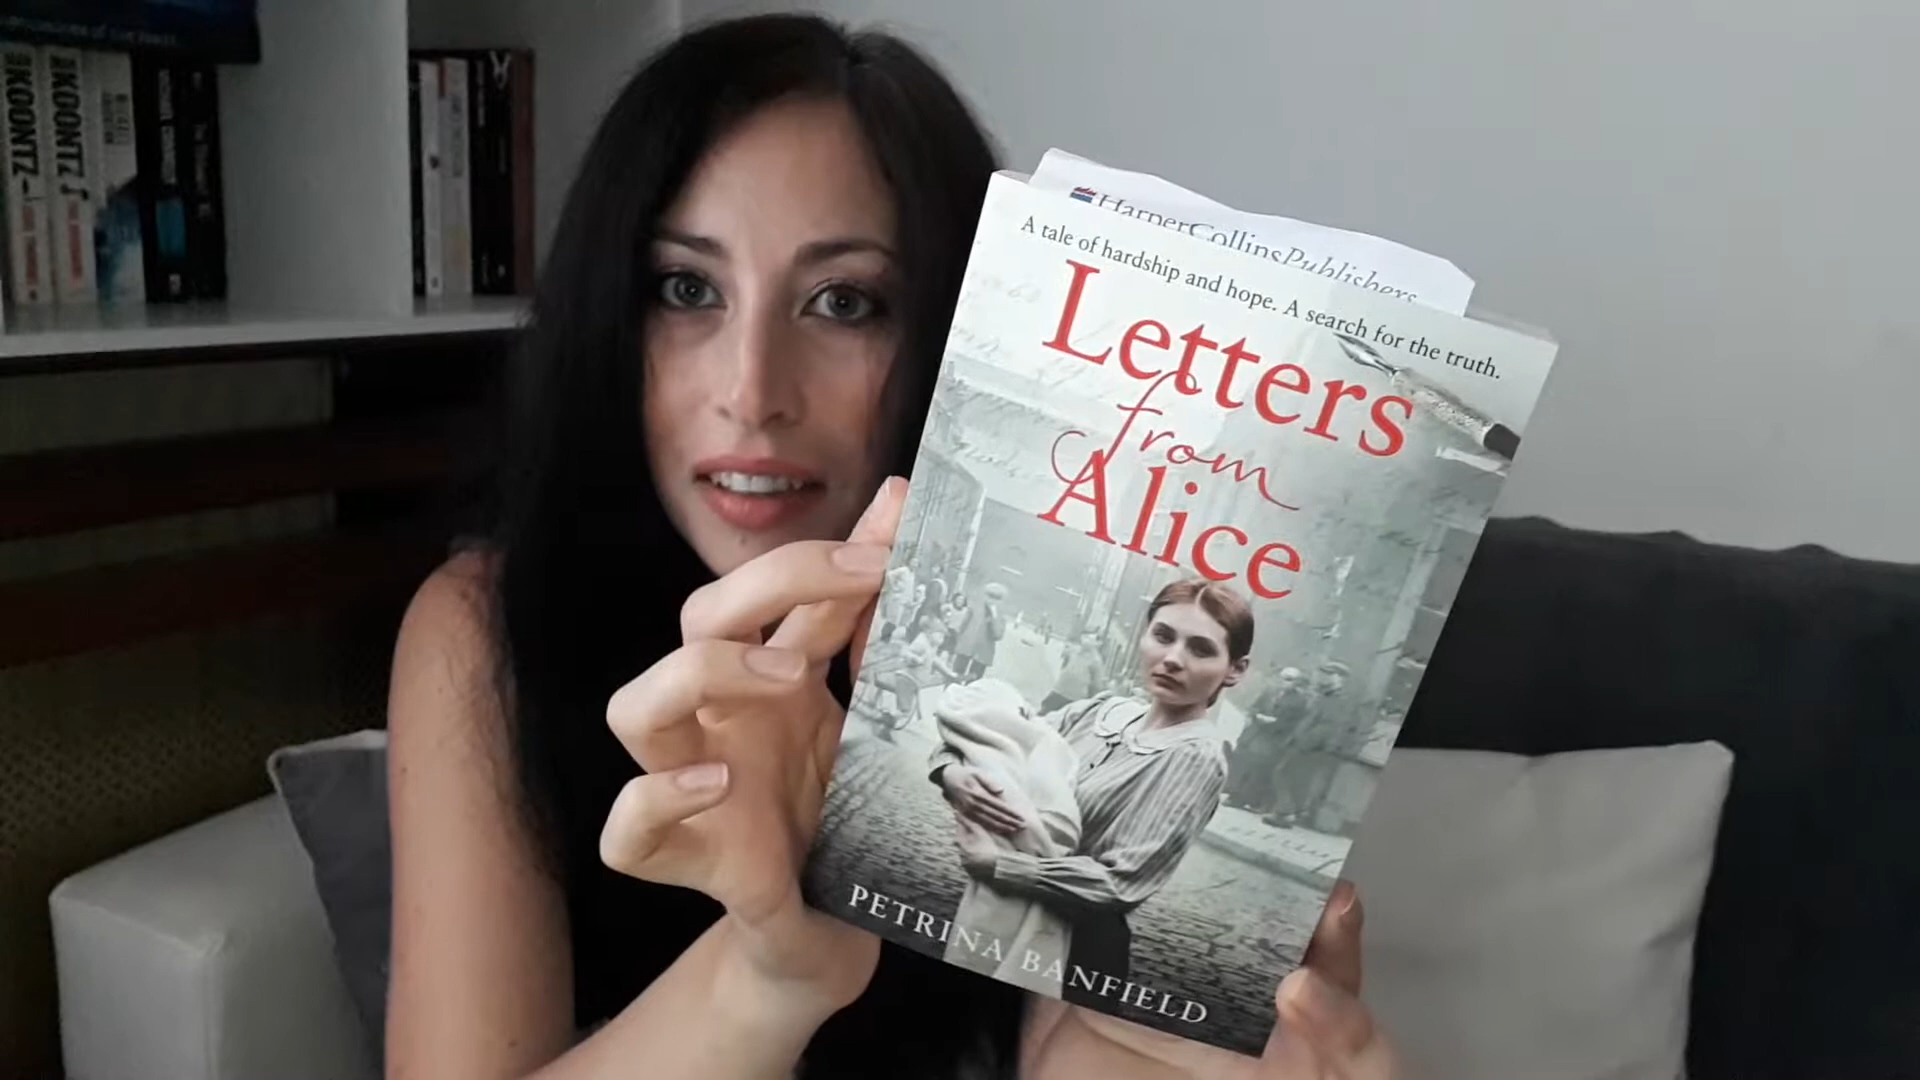 KOONTZ
KOONTZ
HarperCollinsPublishers
A tale of hardship and hope. A search for the truth.
Letters
from
Alice
PETRINA BANFIELD